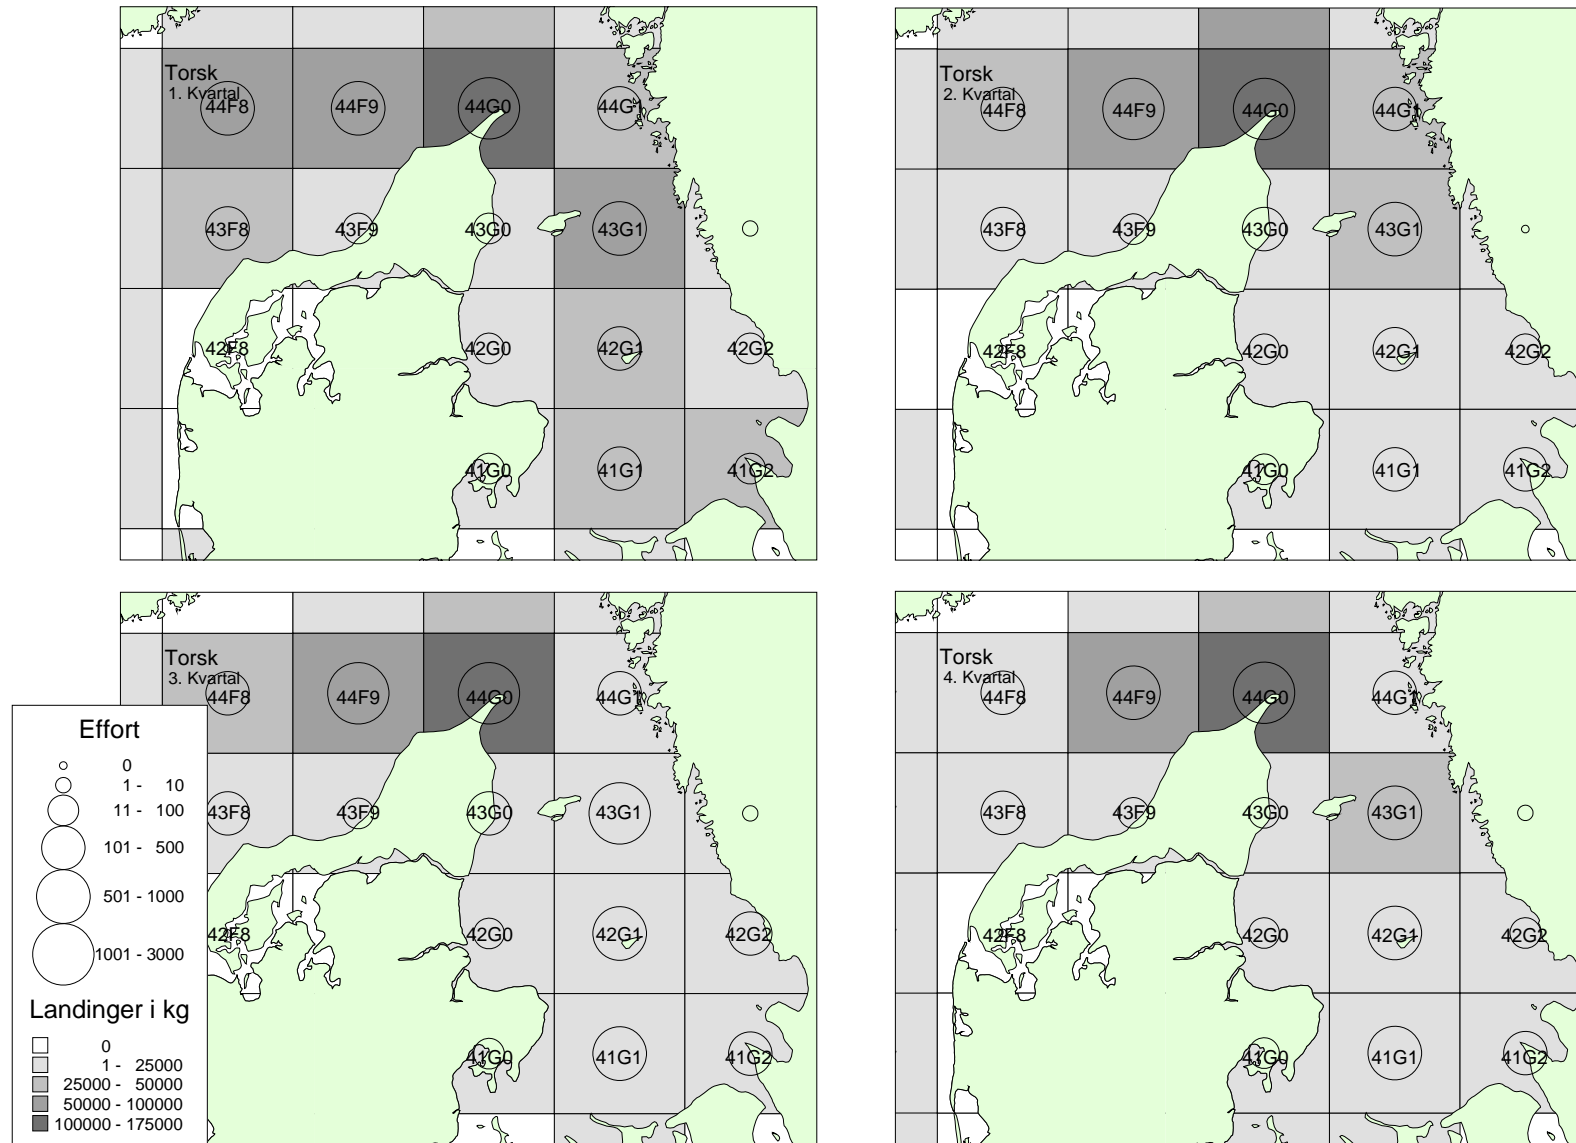 Torsk
1. Kvartal
44F8 44F9 44G0 44G1
43F8 43F9 43G0 43G1
42F8 42G0 42G1 42G2
41G0 41G1 41G2
Torsk
2. Kvartal
44F8 44F9 44G0 44G1
43F8 43F9 43G0 43G1
42F8 42G0 42G1 42G2
41G0 41G1 41G2
Torsk
3. Kvartal
44F8 44F9 44G0 44G1
43F8 43F9 43G0 43G1
42F8 42G0 42G1 42G2
41G0 41G1 41G2
Torsk
4. Kvartal
44F8 44F9 44G0 44G1
43F8 43F9 43G0 43G1
42F8 42G0 42G1 42G2
41G0 41G1 41G2
Effort
0
1 - 10
11 - 100
101 - 500
501 - 1000
1001 - 3000
Landinger i kg
0
1 - 25000
25000 - 50000
50000 - 100000
100000 - 175000